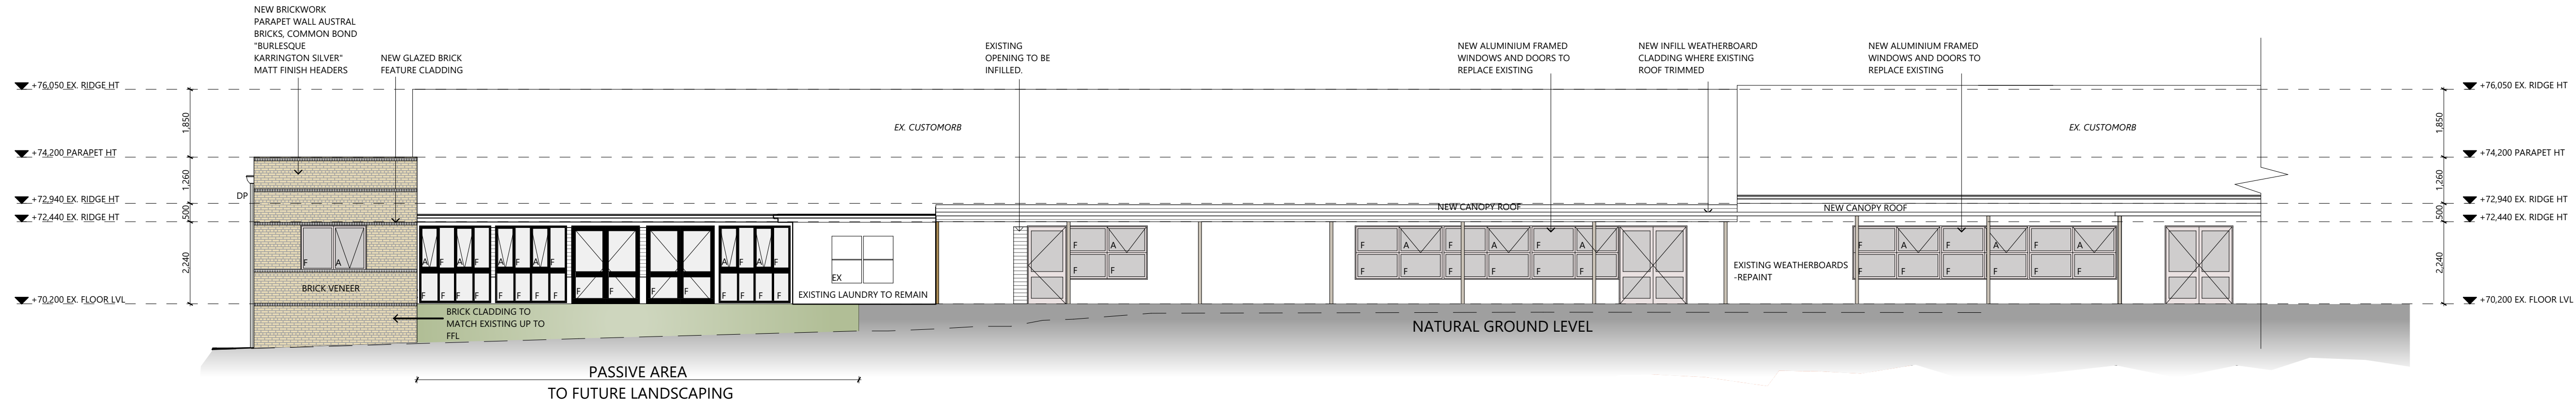 NEW BRICKWORK
PARAPET WALL AUSTRAL
BRICKS, COMMON BOND
"BURLESQUE
KARRINGTON SILVER"
MATT FINISH HEADERS
NEW GLAZED BRICK
FEATURE CLADDING
EXISTING
OPENING TO BE
INFILLED.
NEW ALUMINIUM FRAMED
WINDOWS AND DOORS TO
REPLACE EXISTING
NEW INFILL WEATHERBOARD
CLADDING WHERE EXISTING
ROOF TRIMMED
NEW ALUMINIUM FRAMED
WINDOWS AND DOORS TO
REPLACE EXISTING
+76,050 EX. RIDGE HT
+76,050 EX. RIDGE HT
1,850
EX. CUSTOMORB
EX. CUSTOMORB
1,850
+74,200 PARAPET HT
+74,200 PARAPET HT
1,260
DP
1,260
+72,940 EX. RIDGE HT
+72,940 EX. RIDGE HT
500
NEW CANOPY ROOF
NEW CANOPY ROOF
500
+72,440 EX. RIDGE HT
+72,440 EX. RIDGE HT
2,240
2,240
F A
A F A F
A F A F
A F A F
F F F F
F F F F
F F
F F
F F F F
EX
F A
F F
F A F A F A
F F F F F F
F A F A F A
F F F F F F
BRICK VENEER
EXISTING LAUNDRY TO REMAIN
EXISTING WEATHERBOARDS
-REPAINT
+70,200 EX. FLOOR LVL
+70,200 EX. FLOOR LVL
BRICK CLADDING TO
MATCH EXISTING UP TO
FFL
NATURAL GROUND LEVEL
PASSIVE AREA
TO FUTURE LANDSCAPING